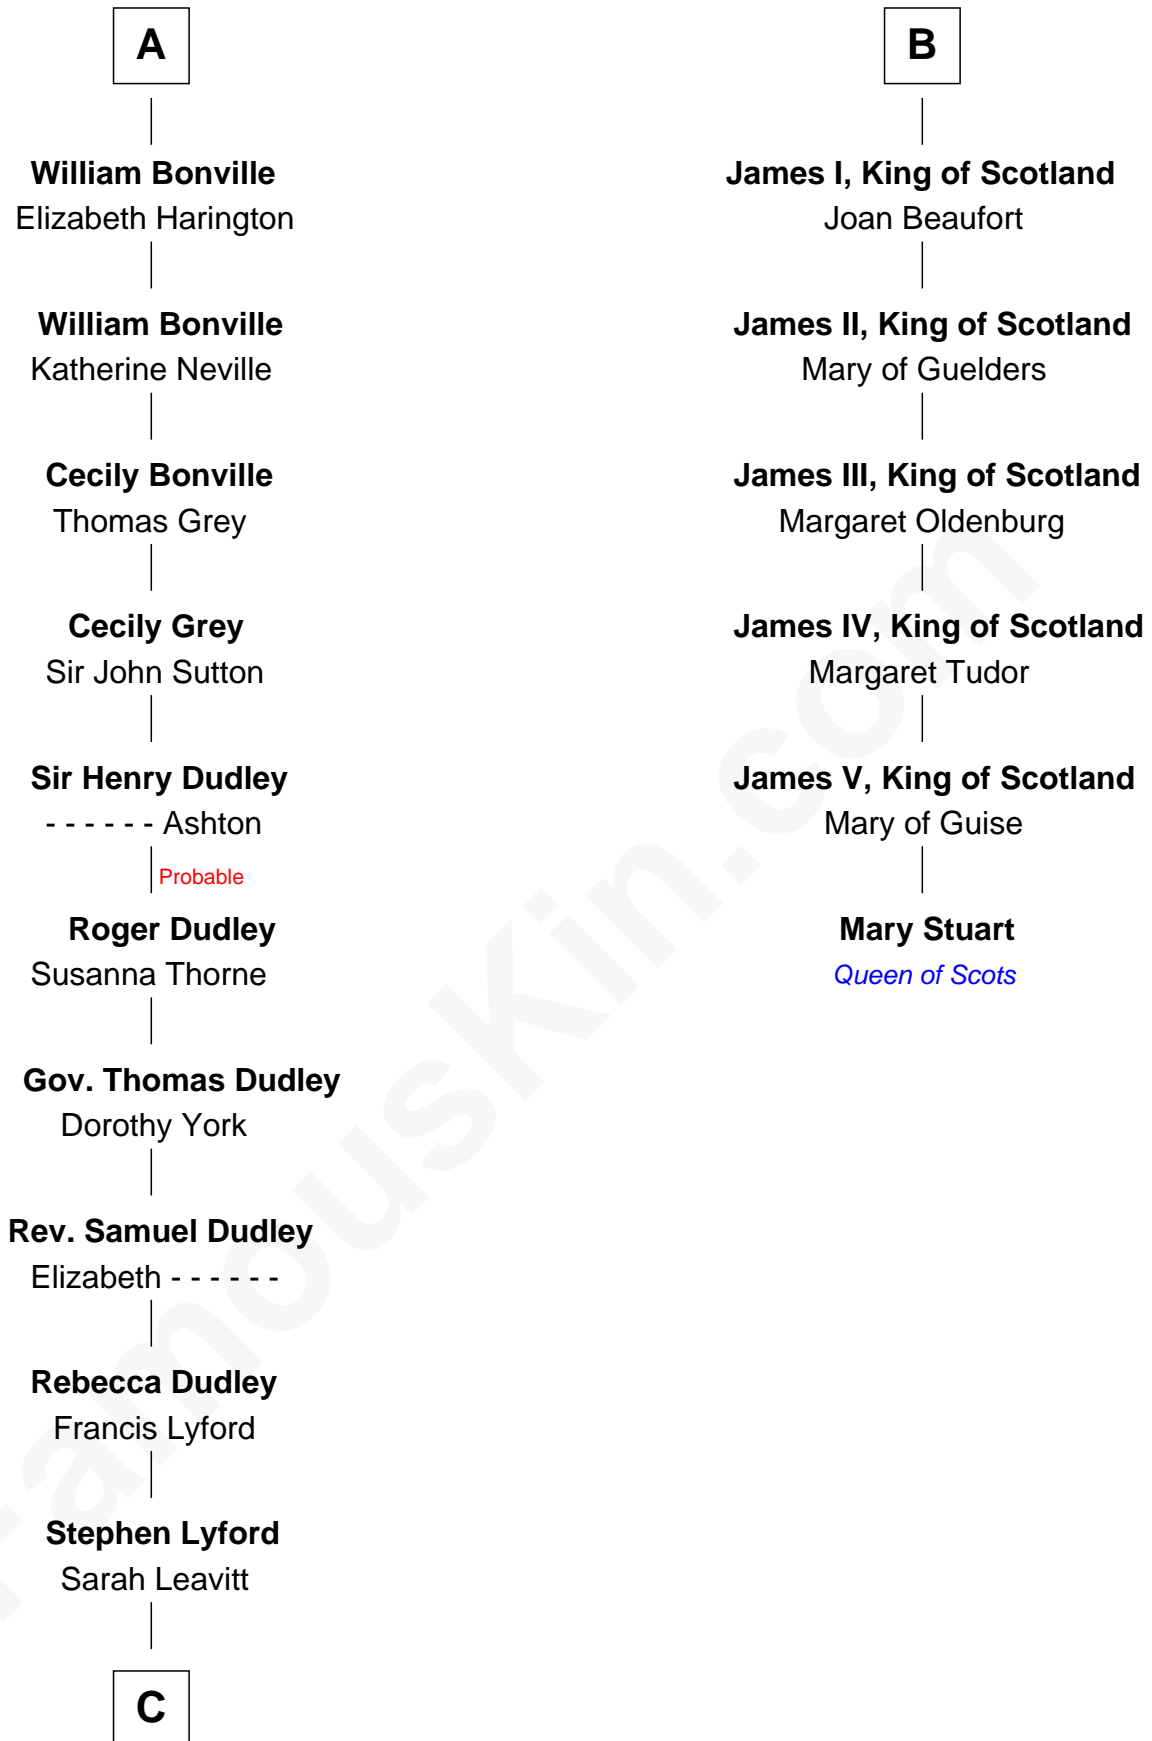 A
William Bonville
Elizabeth Harington
William Bonville
Katherine Neville
Cecily Bonville
Thomas Grey
Cecily Grey
Sir John Sutton
Sir Henry Dudley
- - - - - - Ashton
Probable
Roger Dudley
Susanna Thorne
Gov. Thomas Dudley
Dorothy York
Rev. Samuel Dudley
Elizabeth - - - - - -
Rebecca Dudley
Francis Lyford
Stephen Lyford
Sarah Leavitt
C
B
James I, King of Scotland
Joan Beaufort
James II, King of Scotland
Mary of Guelders
James III, King of Scotland
Margaret Oldenburg
James IV, King of Scotland
Margaret Tudor
James V, King of Scotland
Mary of Guise
Mary Stuart
Queen of Scots
FamousKin.com